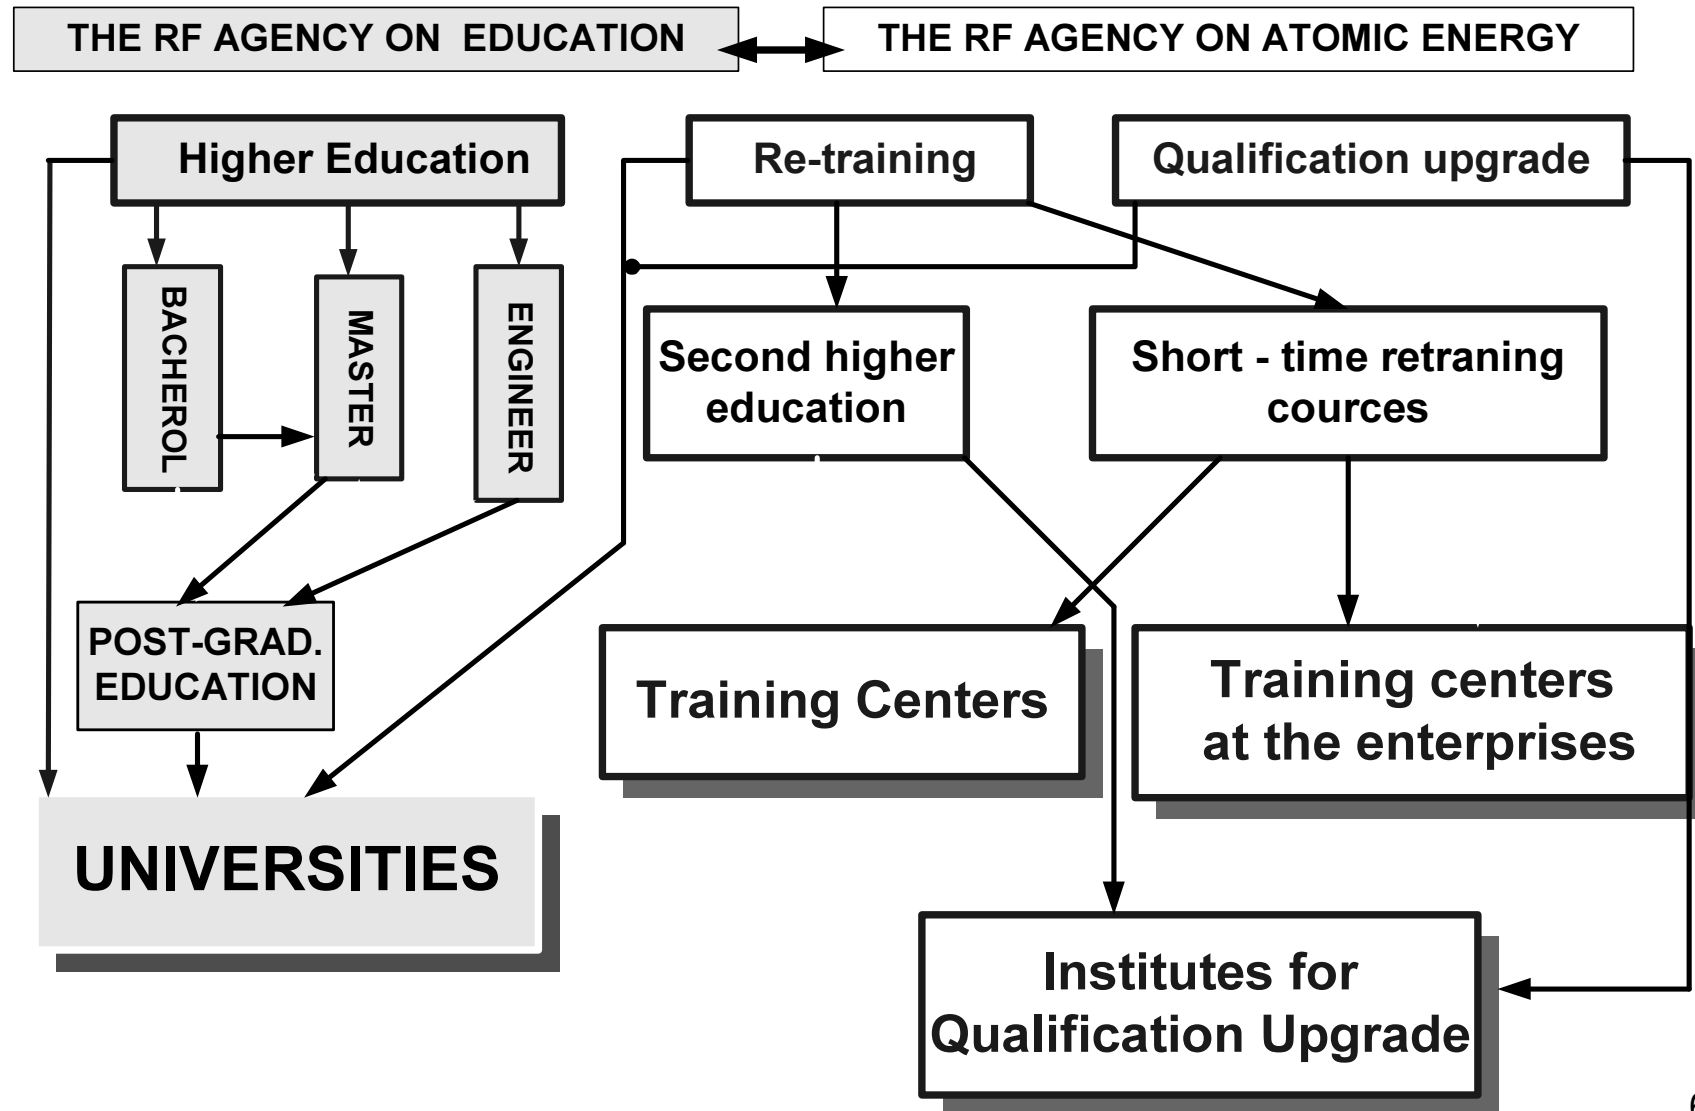 THE RF AGENCY ON EDUCATION
THE RF AGENCY ON ATOMIC ENERGY
Higher Education
Re-training
Qualification upgrade
BACHEROL
MASTER
ENGINEER
Second higher
education
Short - time retraning
cources
POST-GRAD.
EDUCATION
Training Centers
Training centers
at the enterprises
UNIVERSITIES
Institutes for
Qualification Upgrade